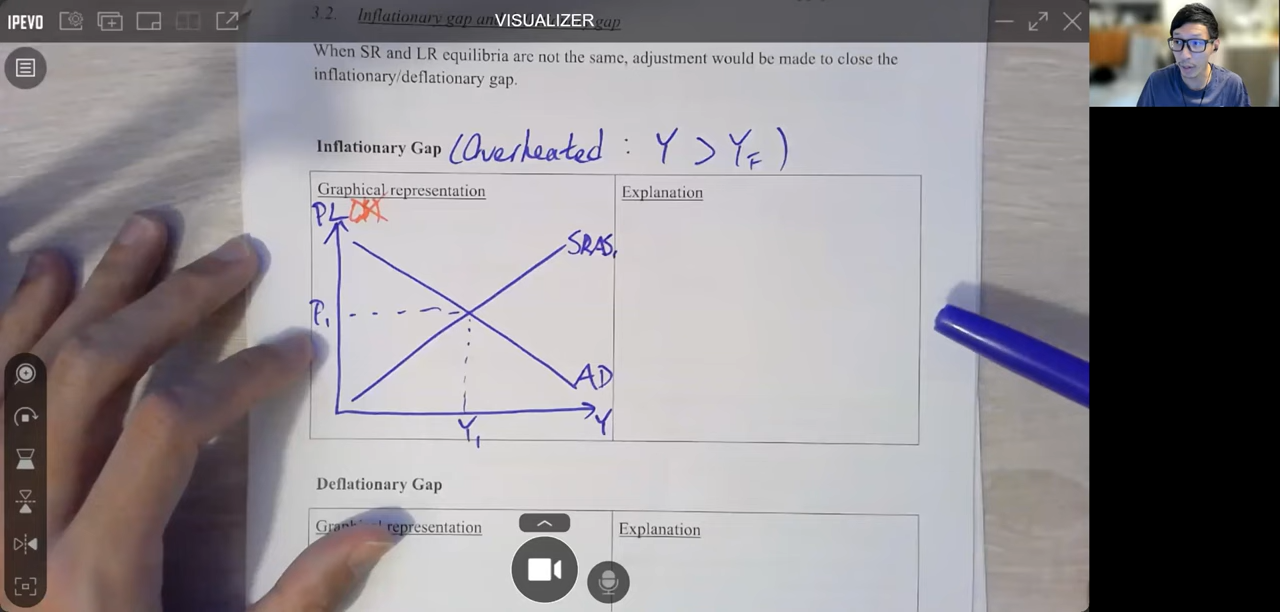 IPEVO
VISUALIZER
3.2. Inflationary gap an gap
When SR and LR equilibria are not the same, adjustment would be made to close the
inflationary/deflationary gap.
Inflationary Gap (Overheated : Y > YF)
Graphical representation
Explanation
PL
SRAS1
P1
AD
Y1
Y
Deflationary Gap
Graphical representation
Explanation